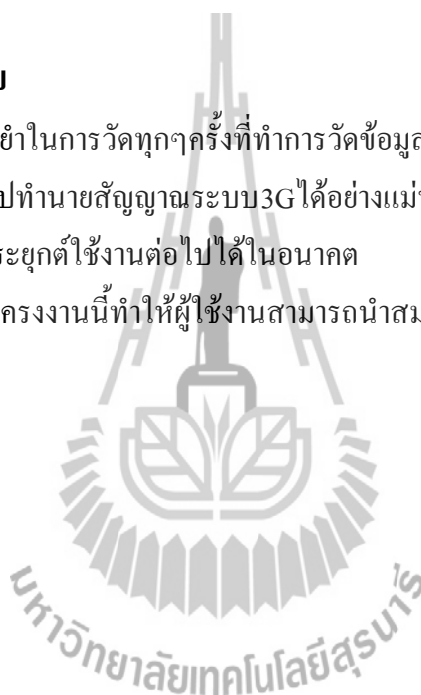 ยำในการวัดทุกๆครั้งที่ทำการวัดข้อมูล
ปทำนายสัญญาณระบบ3Gได้อย่างแม่
ระยุกต์ใช้งานต่อไปได้ในอนาคต
ครงงานนี้ทำให้ผู้ใช้งานสามารถนำสม
มหาวิทยาลัยเทคโนโลยีสุรนารี